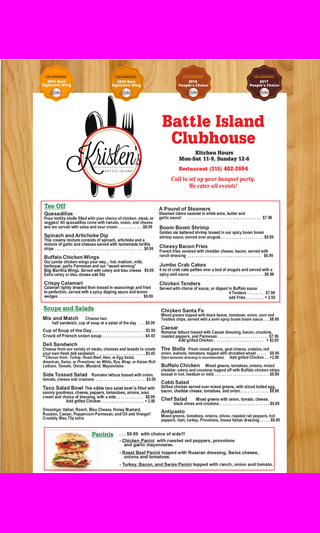 2014 Best
Signature Wing
2015 Best
Signature Wing
2016
People's Choice
2017
People's Choice
Kristen's
BATTLE ISLAND
Battle Island
Clubhouse
Kitchen Hours
Mon-Sat 11-9, Sunday 12-6
Restaurant (315) 402-2694
Call to set up your banquet party.
We cater all events!
Tee Off
Quesadillas
Flour tortilla shells filled with your choice of chicken, steak, or
veggies! All quesadillas come with tomato, onion, and cheese
and are served with salsa and sour cream . . . . . . . . . . $8.99
Spinach and Artichoke Dip
This creamy mixture consists of spinach, artichoke and a
mixture of garlic and cheeses served with homemade tortilla
chips. . . . . . . . . . $8.99
Buffalo Chicken Wings
Our jumbo chicken wings your way... hot, medium, mild,
barbeque, garlic Parmesan and our "award winning"
Big Bertha Wings. Served with celery and bleu cheese $9.99
Extra celery or bleu cheese add 50¢
Crispy Calamari
Calamari lightly breaded then tossed in seasonings and fried
to perfection, served with a spicy dipping sauce and lemon
wedges . . . . . . . . . . $9.99
A Pound of Steamers
Steamed clams sauteed in white wine, butter and
garlic sauce! . . . . . . . . . . $7.99
Boom Boom Shrimp
Golden ale battered shrimp tossed in our spicy boom boom
shrimp sauce, served over arugula . . . . . . . . . . $9.99
Cheesy Bacon Fries
French fries covered with cheddar cheese, bacon, served with
ranch dressing . . . . . . . . . . $6.99
Jumbo Crab Cakes
6 oz of crab cake patties over a bed of arugula and served with a
spicy aioli sauce . . . . . . . . . . $9.99
Chicken Tenders
Served with choice of sauce, or dipped in Buffalo sauce
4 Tenders . . . . . . . . . . $7.99
add Fries . . . . . . . . . . + 2.50
Soups and Salads
Mix and Match Choose two:
half sandwich, cup of soup or a salad of the day . . . $8.99
Cup of Soup of the Day . . . . . . . . . . $3.50
Crock of French onion soup . . . . . . . . . . $4.45
Deli Sandwich
Choose from our variety of meats, cheeses and breads to create
your own fresh deli sandwich. . . . . . . . . . $5.45
*Choose from: Turkey, Roast Beef, Ham, or Egg Salad,
American, Swiss, or Provolone; on White, Rye, Wrap, or Kaiser Roll
Lettuce, Tomato, Onion, Mustard, Mayonnaise.
Side Tossed Salad Romaine lettuce tossed with onion,
tomato, cheese and croutons . . . . . . . . . . $3.00
Taco Salad Bowl This edible taco salad bowl is filled with
savory goodness, cheese, peppers, tomatoes, onions, sour
cream and choice of dressing, with a side . . . . . . . . . . $8.99
Add grilled Chicken . . . . . . . . . . + 2.99
Dressings: Italian, Ranch, Bleu Cheese, Honey Mustard,
Russian, Caesar, Peppercorn Parmesan, and Oil and Vinegar!
Crumbly Bleu 75¢ extra
Chicken Santa Fe
Mixed greens topped with black beans, tomatoes, onion, corn and
Tostitos chips, served with a semi spicy boom boom sauce . . $8.99
Caesar
Romaine lettuce tossed with Caesar dressing, bacon, croutons,
roasted peppers, and Parmesan . . . . . . . . . . $7.99
Add grilled Chicken . . . . . . . . . . + $3.00
The Stella Fresh mixed greens, goat cheese, craisins, red
onion, walnuts, tomatoes, topped with shredded wheat . . . $8.99
(Dijon balsamic dressing is recommended) Add grilled Chicken . . + 2.99
Buffalo Chicken Mixed greens, tomatoes, onions, mixed
cheddar, celery and croutons topped off with Buffalo chicken strips
tossed in hot, medium or mild . . . . . . . . . . $8.99
Cobb Salad
Grilled chicken served over mixed greens, with sliced boiled egg,
bacon, cheddar cheese, tomatoes, and onion. . . . . . . . . . $9.99
Chef Salad Mixed greens with onion, tomato, cheese,
black olives and croutons . . . . . . . . . . $9.99
Antipasto
Mixed greens, tomatoes, onions, olives, roasted red peppers, hot
peppers, ham, turkey, Provolone, house Italian dressing . . . . $9.95
Paninis . . . $9.99 with choice of side!!!
- Chicken Panini with roasted red peppers, provolone
and garlic mayonnaise.
- Roast Beef Panini topped with Russian dressing, Swiss cheese,
onions and tomatoes.
- Turkey, Bacon, and Swiss Panini topped with ranch, onion and tomato.